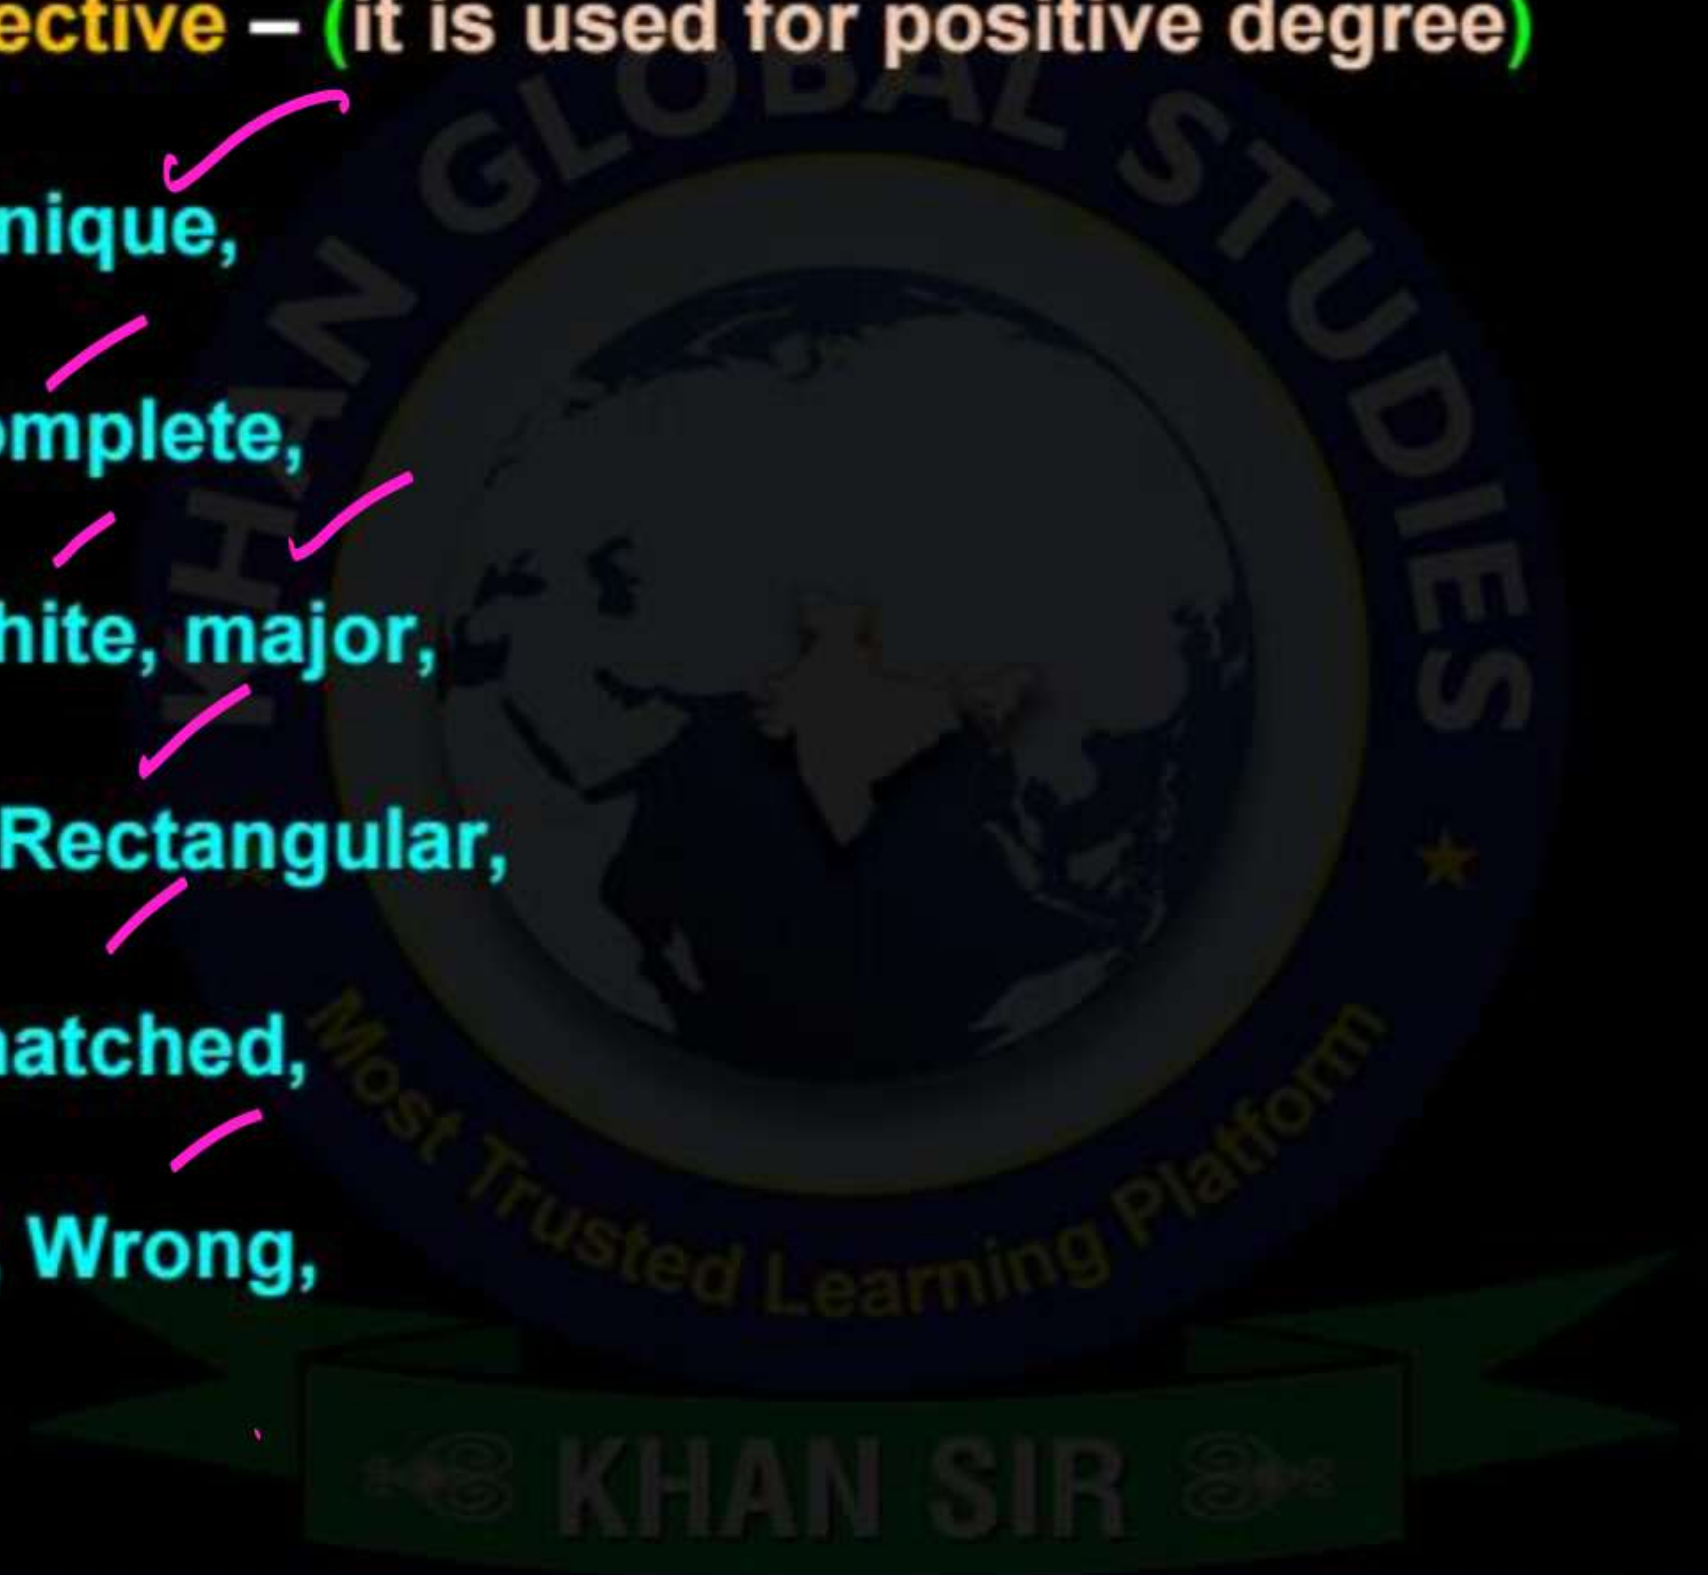 ective – (it is used for positive degree)
nique,
omplete,
hite, major,
Rectangular,
natched,
, Wrong,
KHAN GLOBAL STUDIES
Most Trusted Learning Platform
KHAN SIR